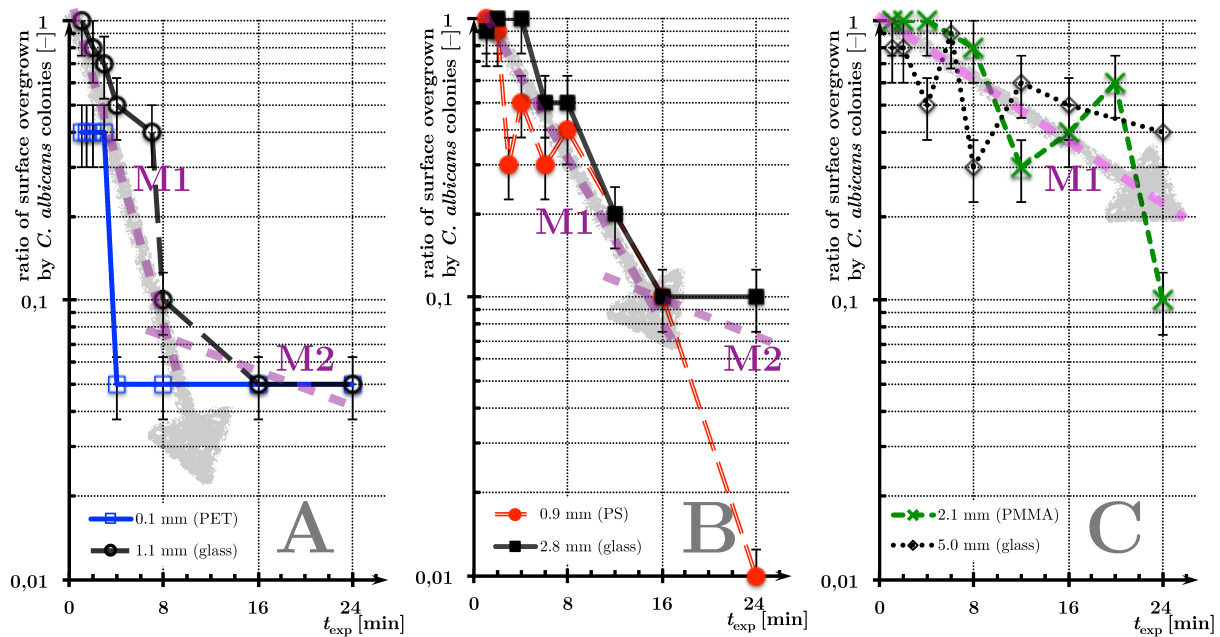 ratio of surface overgrown
by C. albicans colonies [−]
1
0,1
0,01
M1
M2
0.1 mm (PET)
1.1 mm (glass)
A
0 8 16 24
texp [min]
ratio of surface overgrown
by C. albicans colonies [−]
1
0,1
0,01
M1
M2
0.9 mm (PS)
2.8 mm (glass)
B
0 8 16 24
texp [min]
ratio of surface overgrown
by C. albicans colonies [−]
1
0,1
0,01
M1
2.1 mm (PMMA)
5.0 mm (glass)
C
0 8 16 24
texp [min]